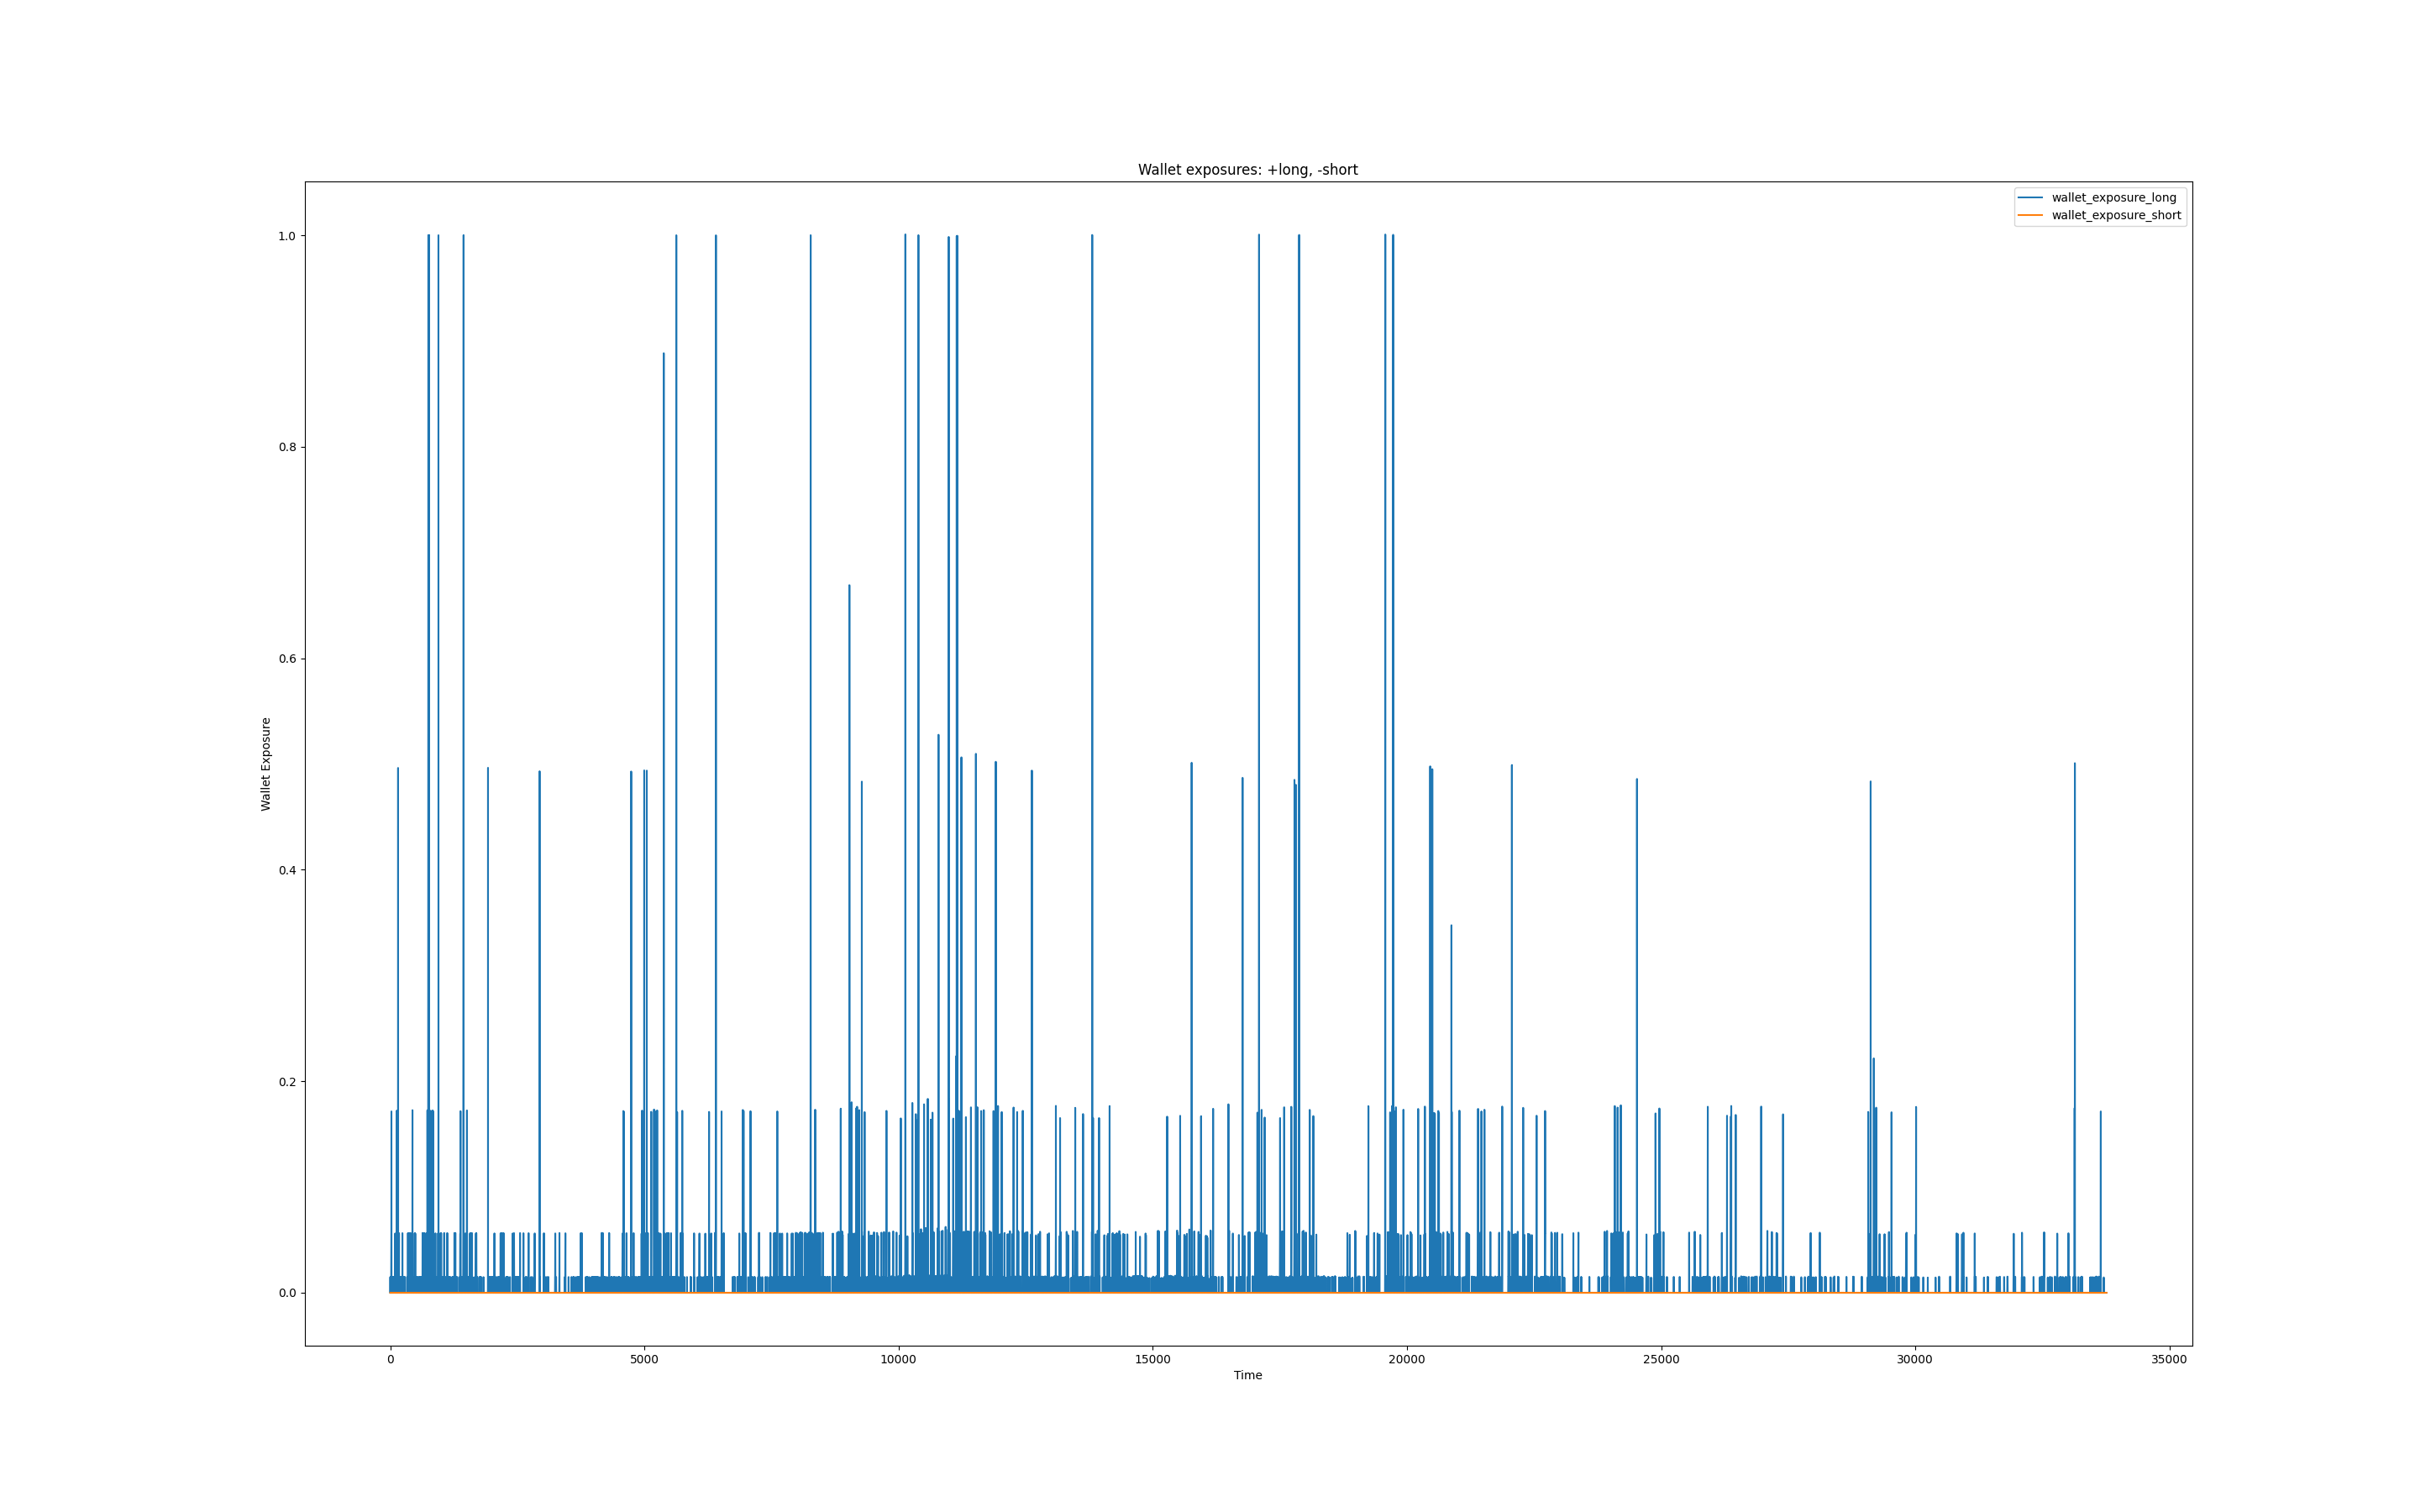 Wallet exposures: +long, -short
wallet_exposure_long
wallet_exposure_short
1.0
0.8
0.6
0.4
0.2
0.0
Wallet Exposure
0 5000 10000 15000 20000 25000 30000 35000
Time